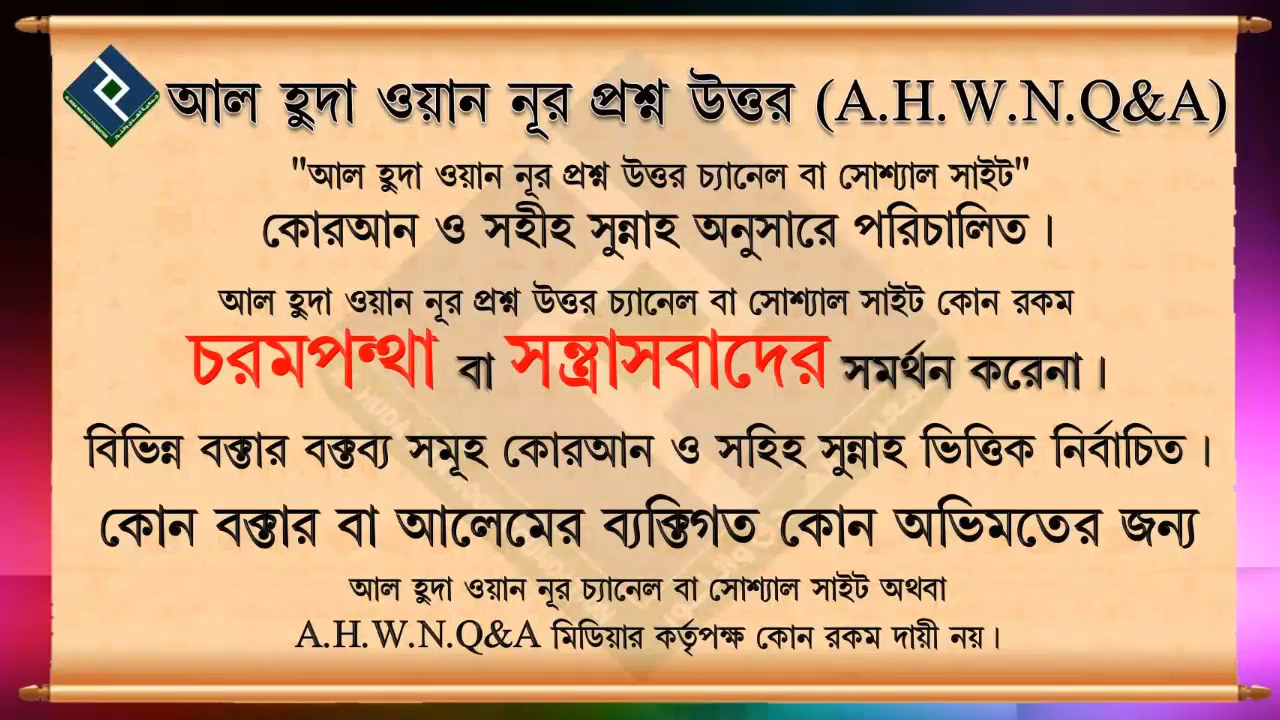 আল হুদা ওয়ান নূর প্রশ্ন উত্তর (A.H.W.N.Q&A)
"আল হুদা ওয়ান নূর প্রশ্ন উত্তর চ্যানেল বা সোশ্যাল সাইট"
কোরআন ও সহীহ সুন্নাহ অনুসারে পরিচালিত।
আল হুদা ওয়ান নূর প্রশ্ন উত্তর চ্যানেল বা সোশ্যাল সাইট কোন রকম
চরমপন্থা বা সন্ত্রাসবাদের সমর্থন করেনা।
বিভিন্ন বক্তার বক্তব্য সমূহ কোরআন ও সহিহ সুন্নাহ ভিত্তিক নির্বাচিত।
কোন বক্তার বা আলেমের ব্যক্তিগত কোন অভিমতের জন্য
আল হুদা ওয়ান নূর চ্যানেল বা সোশ্যাল সাইট অথবা
A.H.W.N.Q&A মিডিয়ার কর্তৃপক্ষ কোন রকম দায়ী নয়।